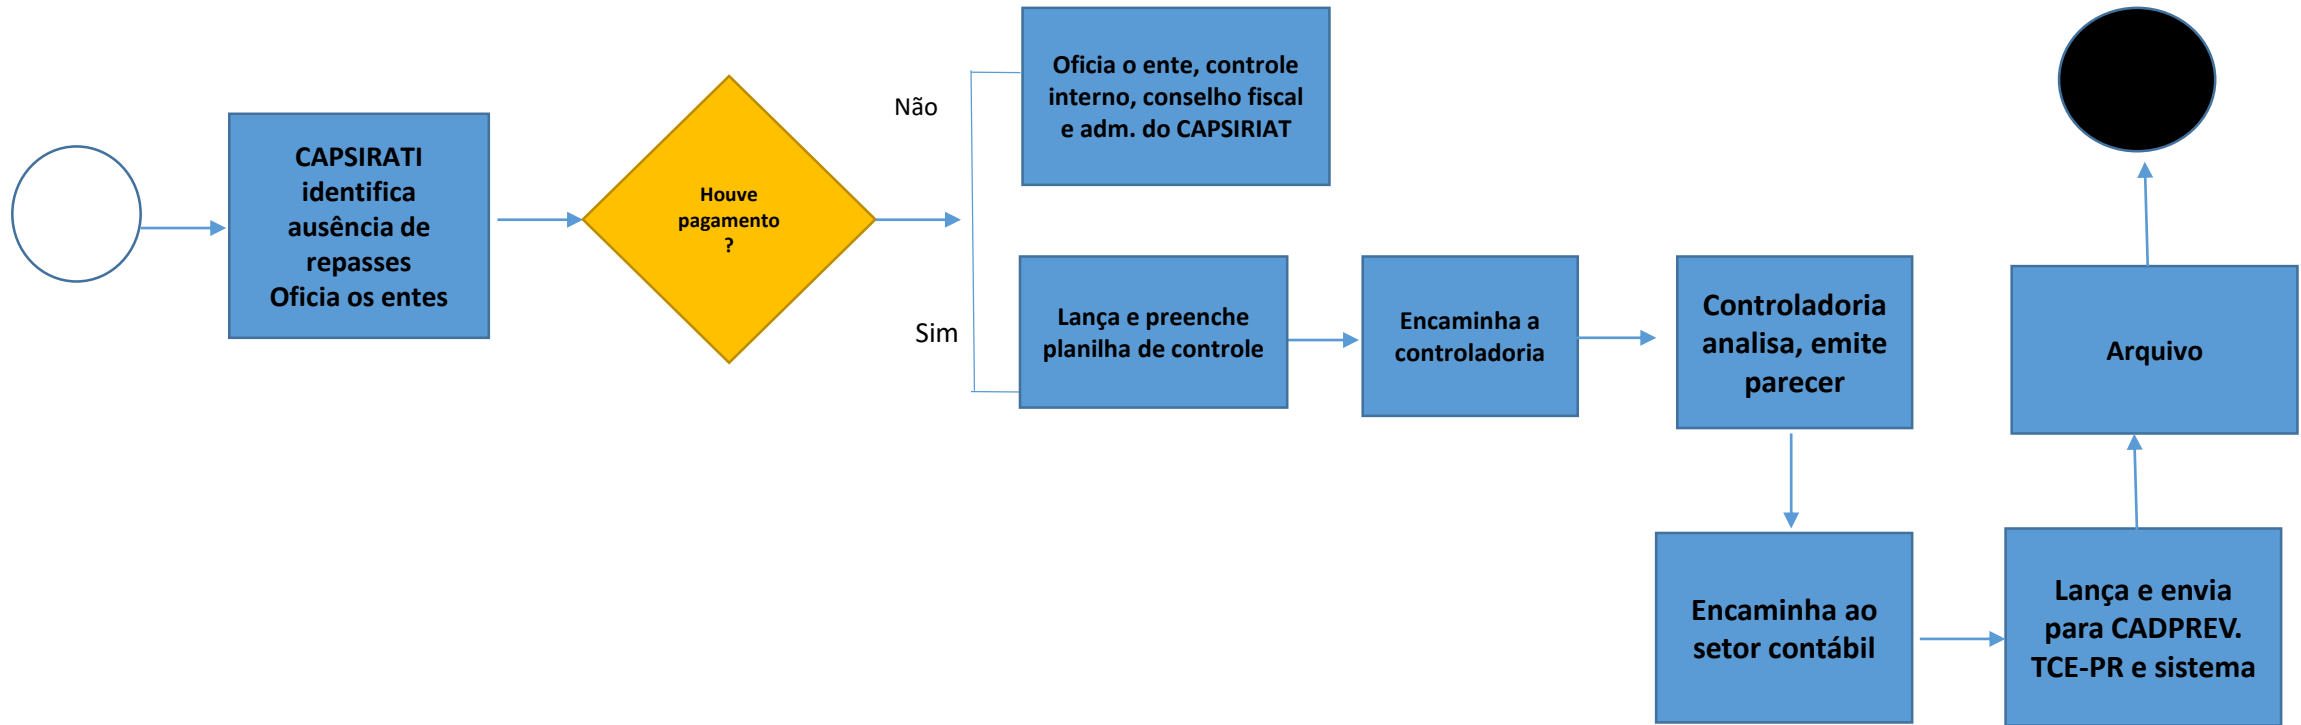 CAPSIRATI
identifica
ausência de
repasses
Oficia os entes
Houve
pagamento
?
Não
Oficia o ente, controle
interno, conselho fiscal
e adm. do CAPSIRIAT
Sim
Lança e preenche
planilha de controle
Encaminha a
controladoria
Controladoria
analisa, emite
parecer
Encaminha ao
setor contábil
Lança e envia
para CADPREV.
TCE-PR e sistema
Arquivo